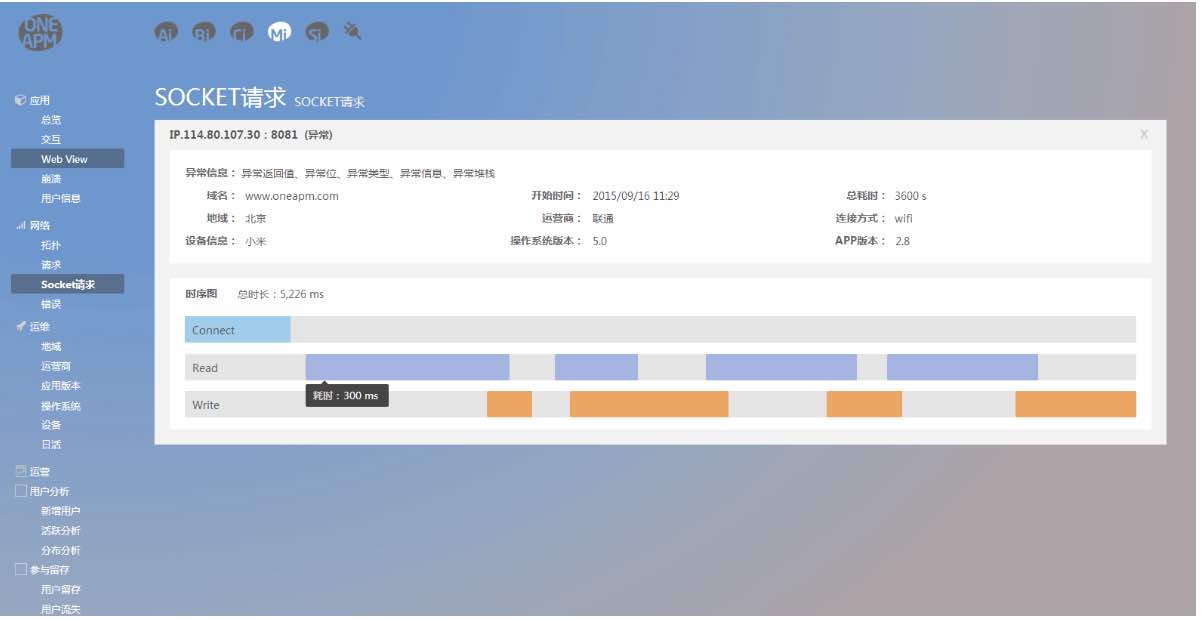 ONE
APM
Ai Bi Ci Mi Si
SOCKET请求 SOCKET请求
应用
总览
交互
Web View
崩溃
用户信息
网络
拓扑
请求
Socket请求
错误
运维
地域
运营商
应用版本
操作系统
设备
日活
运营
用户分析
新增用户
活跃分析
分布分析
参与留存
用户留存
用户流失
IP.114.80.107.30：8081 (异常) X
异常信息： 异常返回值、异常位、异常类型、异常信息、异常堆栈
域名： www.oneapm.com 开始时间： 2015/09/16 11:29 总耗时： 3600 s
地域： 北京 运营商： 联通 连接方式： wifi
设备信息： 小米 操作系统版本： 5.0 APP版本： 2.8
时序图 总时长：5,226 ms
Connect
Read
耗时：300 ms
Write